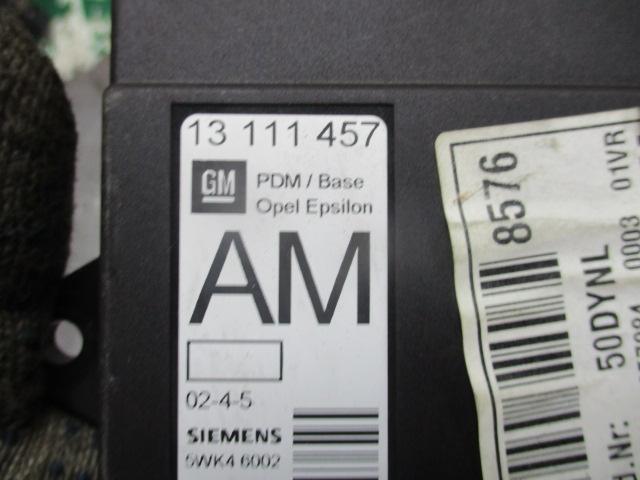 13 111 457
GM
PDM / Base
Opel Epsilon
AM
02-4-5
SIEMENS
5WK4 6002
8576
50DYNL
0003 01VR
d.Nr: